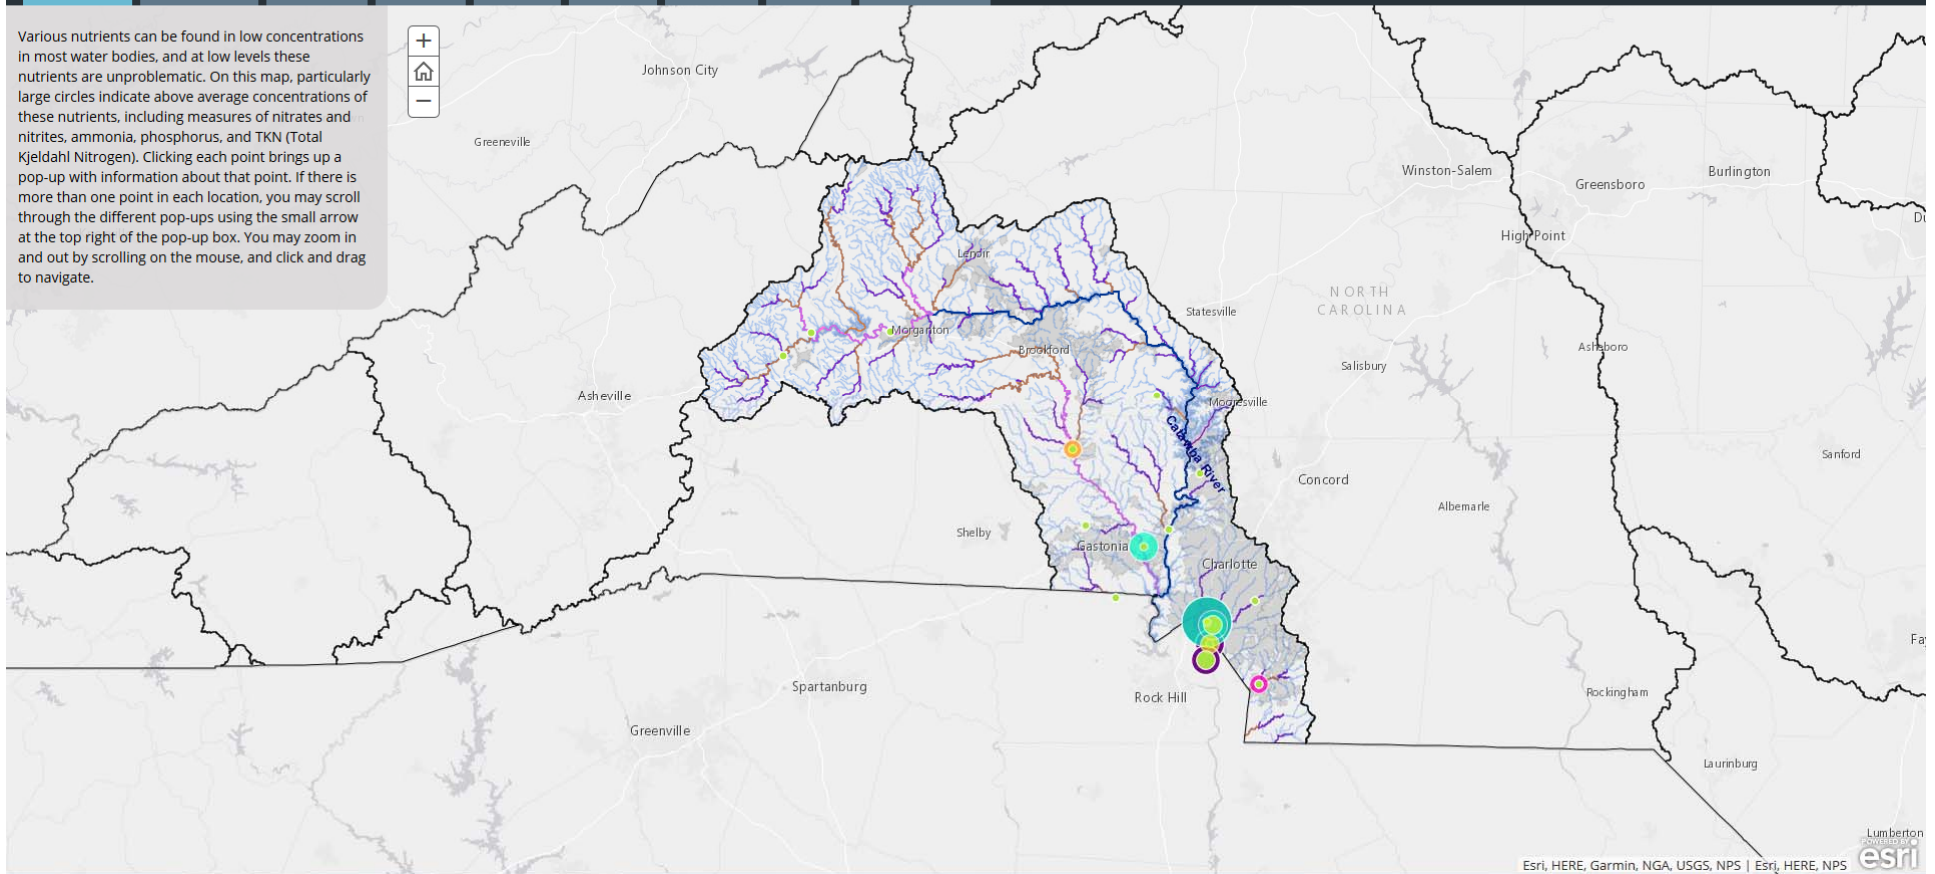 Various nutrients can be found in low concentrations
in most water bodies, and at low levels these
nutrients are unproblematic. On this map, particularly
large circles indicate above average concentrations of
these nutrients, including measures of nitrates and
nitrites, ammonia, phosphorus, and TKN (Total
Kjeldahl Nitrogen). Clicking each point brings up a
pop-up with information about that point. If there is
more than one point in each location, you may scroll
through the different pop-ups using the small arrow
at the top right of the pop-up box. You may zoom in
and out by scrolling on the mouse, and click and drag
to navigate.
+
−
Johnson City
Greeneville
Winston-Salem
Greensboro
Burlington
High Point
Lenoir
NORTH
CAROLINA
Statesville
Morganton
Brookford
Asheboro
Salisbury
Asheville
Mooresville
Catawba River
Sanford
Concord
Albemarle
Shelby
Gastonia
Charlotte
Spartanburg
Rock Hill
Rockingham
Greenville
Laurinburg
Lumberton
POWERED BY
esri
Esri, HERE, Garmin, NGA, USGS, NPS | Esri, HERE, NPS